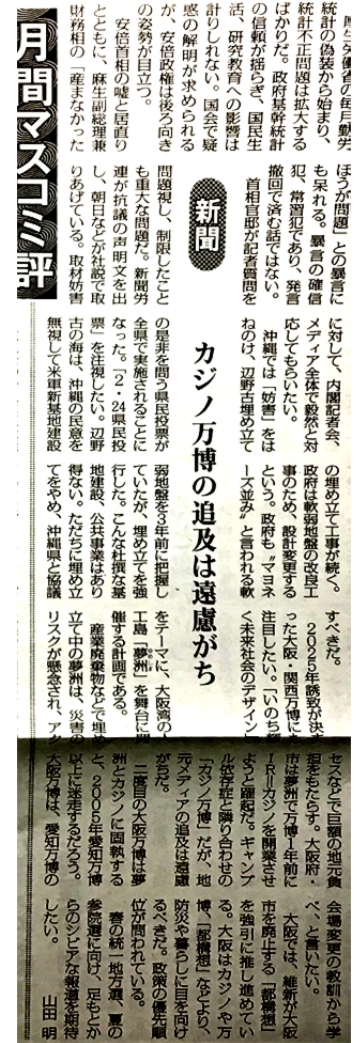 厚生労働省の毎月勤労
統計の偽装から始まり、
統計不正問題は拡大する
ばかりだ。政府基幹統計
の信頼が揺らぎ、国民生
活、研究教育への影響は
計りしれない。国会で疑
惑の解明が求められる
が、安倍政権は後ろ向き
の姿勢が目立つ。
安倍首相の嘘と居直り
とともに、麻生副総理兼
財務相の「産まなかった
月間マスコミ評
新聞
カジノ万博の追及は遠慮がち
ほうが問題」との暴言に
も呆れる。暴言の確信
犯、常習犯であり、発言
撤回で済む話ではない。
首相官邸が記者質問を
問題視し、制限したこと
も重大な問題だ。新聞労
連が抗議の声明文を出
し、朝日などが社説で取
りあげている。取材妨害
に対して、内閣記者会、
メディア全体で毅然と対
応してもらいたい。
沖縄では「妨害」をは
ねのけ、辺野古埋め立て
の是非を問う県民投票が
全県で実施されることに
なった。「2・24県民投
票」を注視したい。辺野
古の海は、沖縄の民意を
無視して米軍新基地建設
の埋め立て工事が続く。
政府は軟弱地盤の改良工
事のため、設計変更する
という。政府も〝マヨネ
ーズ並み〟と言われる軟
弱地盤を3年前に把握し
ていたが、埋め立てを強
行した。こんな杜撰な基
地建設、公共事業はあり
得ない。ただちに埋め立
てをやめ、沖縄県と協議
すべきだ。
2025年誘致が決ま
った大阪・関西万博に
注目したい。「いのち輝
く未来社会のデザイン」
をテーマに、大阪湾の
工島「夢洲」を舞台に開
催する計画である。
産業廃棄物などで埋め
立て中の夢洲は、災害の
リスクが懸念され、アク
セスなどで巨額の地元負
担をもたらす。大阪府・
市は夢洲で万博1年前に
IR=カジノを開業させ
ようと躍起だ。ギャンブ
ル依存症と隣り合わせの
「カジノ万博」だが、地
元メディアの追及は遠慮
がちだ。
二度目の大阪万博は夢
洲とカジノに固執する
と、2005年愛知万博
以上に迷走するだろう。
大阪万博は、愛知万博の
会場変更の教訓から学
べ、と言いたい。
大阪では、維新が大阪
市を廃止する「都構想」
を強引に推し進めてい
る。大阪はカジノや万
博、「都構想」などより、
防災や暮らしに目を向け
るべきだ。政策の優先順
位が問われている。
春の統一地方選、夏の
参院選に向け、足もとか
らのシビアな報道を期待
したい。
山田 明